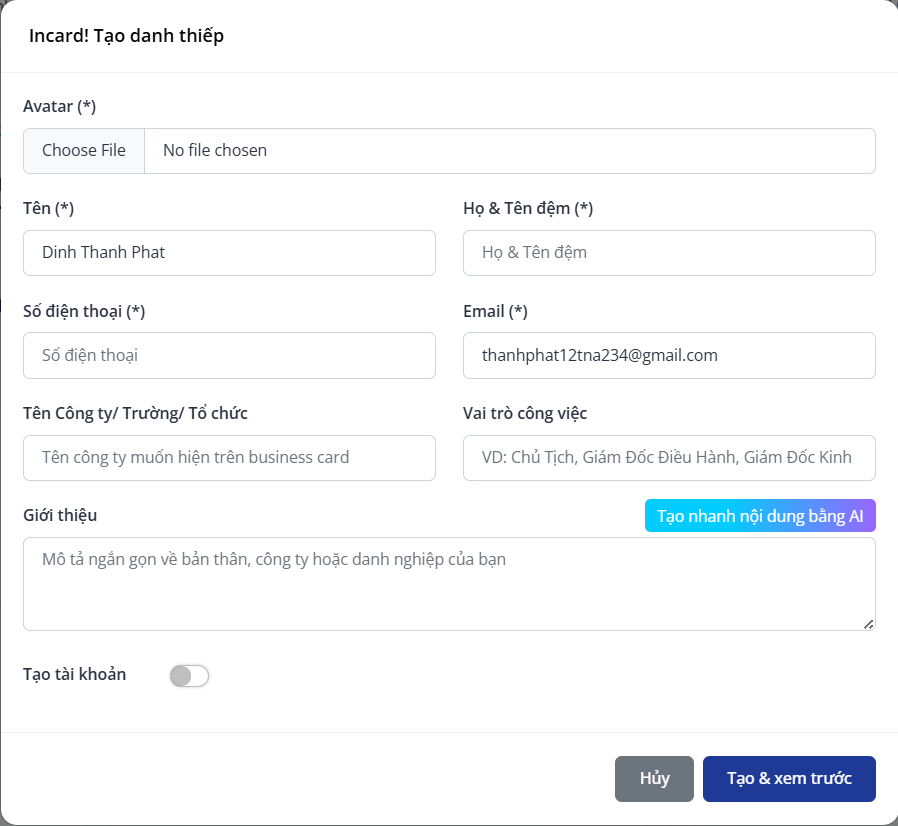 Incard! Tạo danh thiếp
Avatar (*)
Choose File No file chosen
Tên (*) Họ & Tên đệm (*)
Dinh Thanh Phat Họ & Tên đệm
Số điện thoại (*) Email (*)
Số điện thoại thanhphat12tna234@gmail.com
Tên Công ty/ Trường/ Tổ chức Vai trò công việc
Tên công ty muốn hiện trên business card VD: Chủ Tịch, Giám Đốc Điều Hành, Giám Đốc Kinh
Giới thiệu Tạo nhanh nội dung bằng AI
Mô tả ngắn gọn về bản thân, công ty hoặc danh nghiệp của bạn
Tạo tài khoản
Hủy Tạo & xem trước